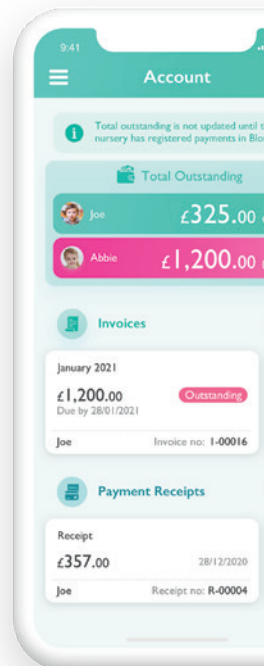 9:41
Account
Total outstanding is not updated until
nursery has registered payments in
Total Outstanding
Joe £325.00
Abbie £1,200.00
Invoices
January 2021
£1,200.00 Outstanding
Due by 28/01/2021
Joe Invoice no: 1-00016
Payment Receipts
Receipt
£357.00 28/12/2020
Joe Receipt no: R-00004